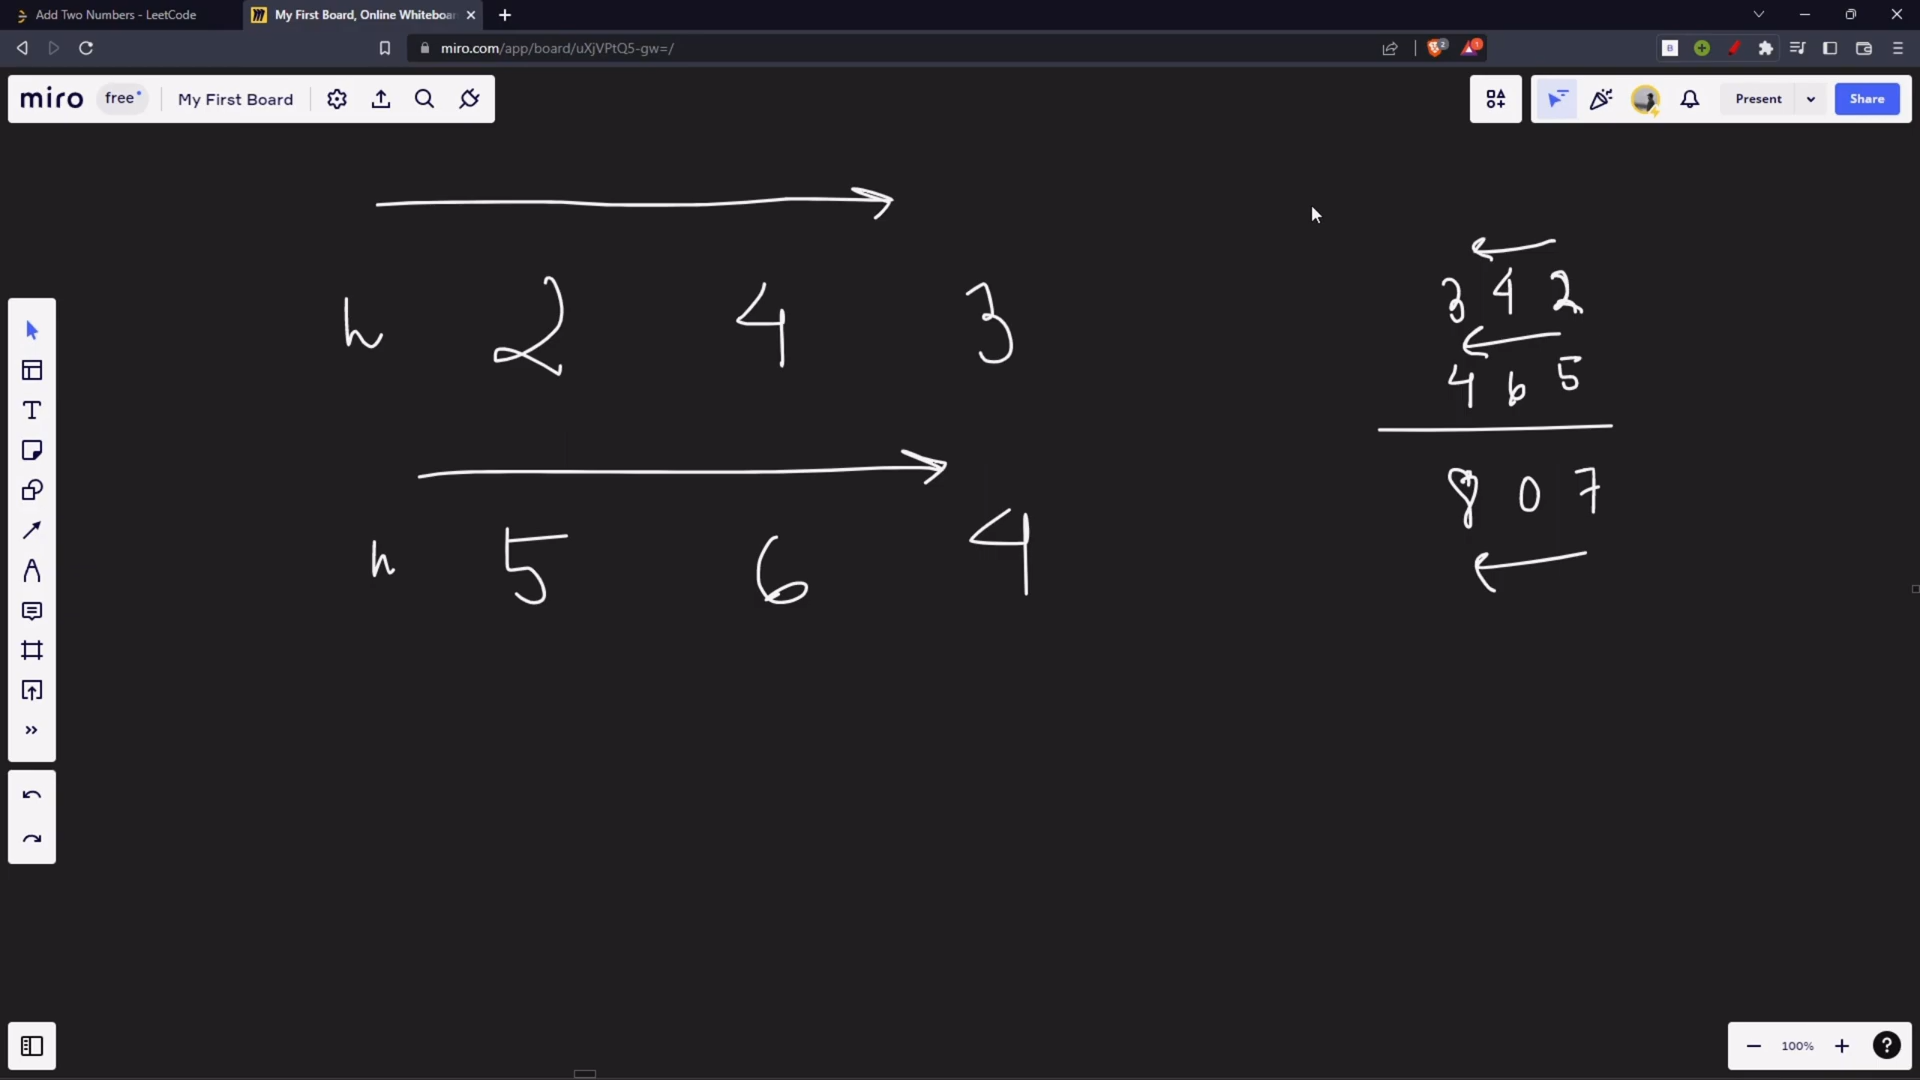 Add Two Numbers - LeetCode
My First Board, Online Whiteboa
miro.com/app/board/uXjVPtQ5-gw=/
miro free My First Board
Present Share
h 2 4 3
h 5 6 4
3 4 2
4 6 5
8 0 7
100%